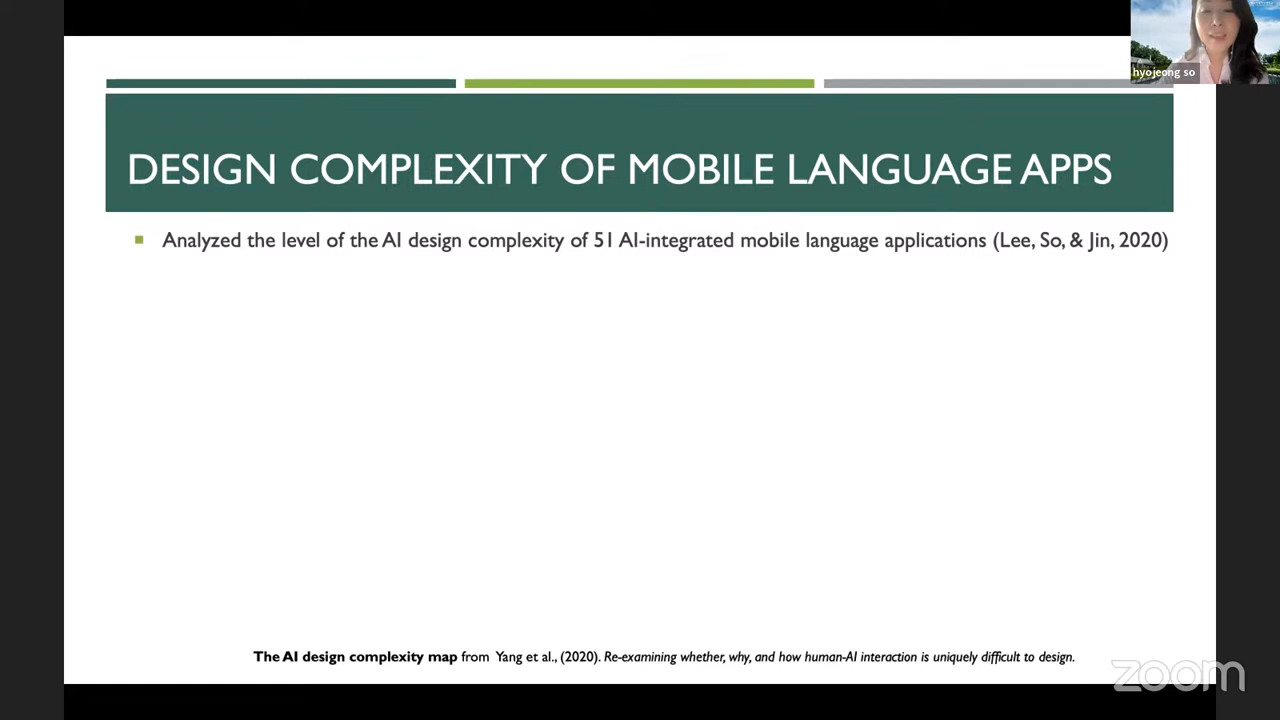 hyojeong so
DESIGN COMPLEXITY OF MOBILE LANGUAGE APPS
Analyzed the level of the AI design complexity of 51 AI-integrated mobile language applications (Lee, So, & Jin, 2020)
The AI design complexity map from Yang et al., (2020). Re-examining whether, why, and how human-AI interaction is uniquely difficult to design.
zoom